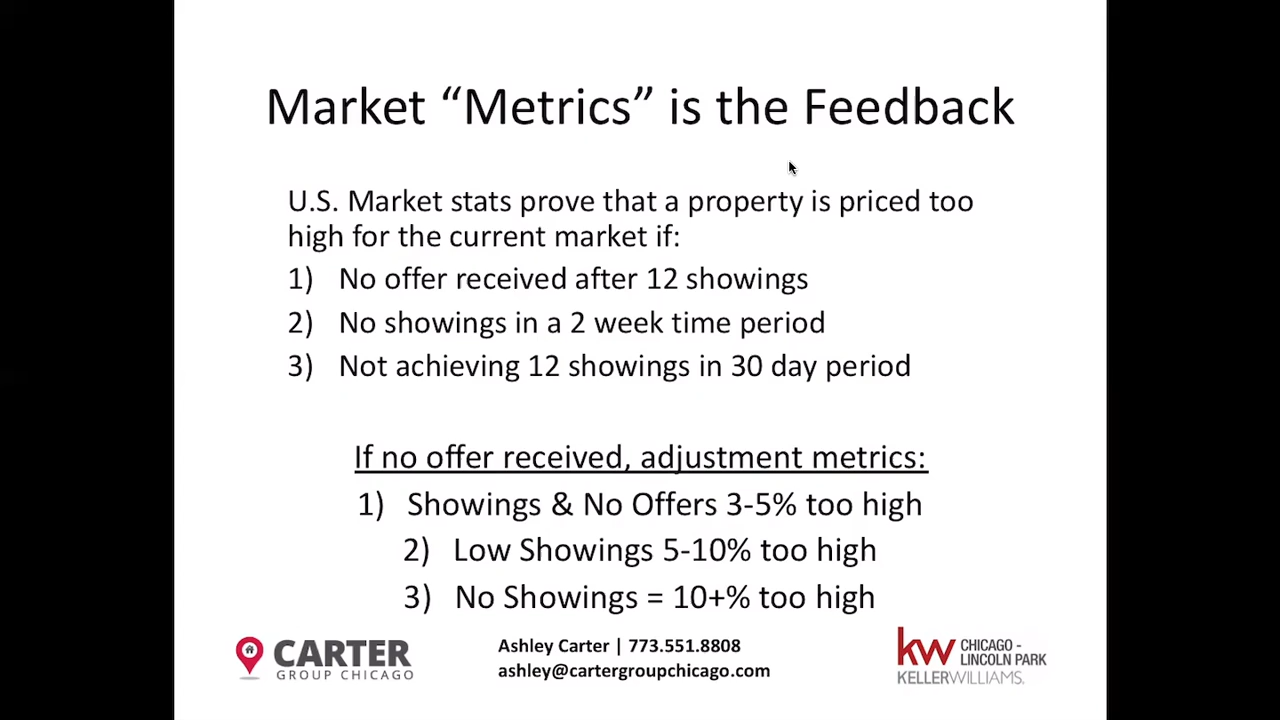 Market “Metrics” is the Feedback
U.S. Market stats prove that a property is priced too
high for the current market if:
1) No offer received after 12 showings
2) No showings in a 2 week time period
3) Not achieving 12 showings in 30 day period
If no offer received, adjustment metrics:
1) Showings & No Offers 3-5% too high
2) Low Showings 5-10% too high
3) No Showings = 10+% too high
CARTER
GROUP CHICAGO
Ashley Carter | 773.551.8808
ashley@cartergroupchicago.com
kw CHICAGO -
LINCOLN PARK
KELLERWILLIAMS.